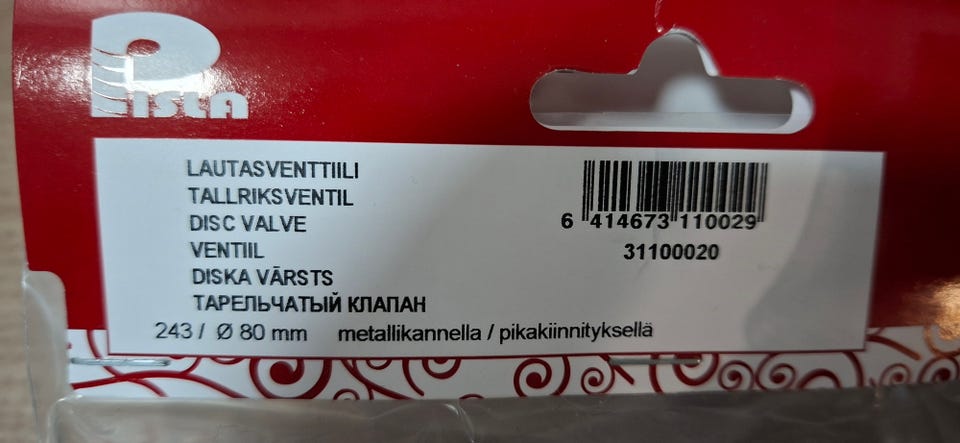 Pisla
LAUTASVENTTIILI
TALLRIKSVENTIL
DISC VALVE
VENTIIL
DISKA VĀRSTS
ТАРЕЛЬЧАТЫЙ КЛАПАН
243 / Ø 80 mm metallikannella / pikakiinnityksellä
6 414673 110029
31100020